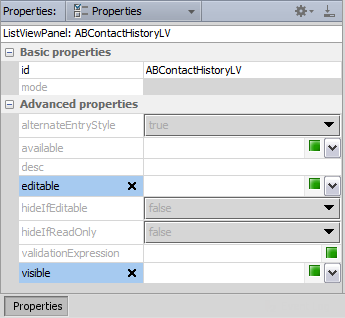 Properties: Properties
ListViewPanel: ABContactHistoryLV
Basic properties
id ABContactHistoryLV
mode
Advanced properties
alternateEntryStyle true
available
desc
editable
hideIfEditable false
hideIfReadOnly false
validationExpression
visible
Properties